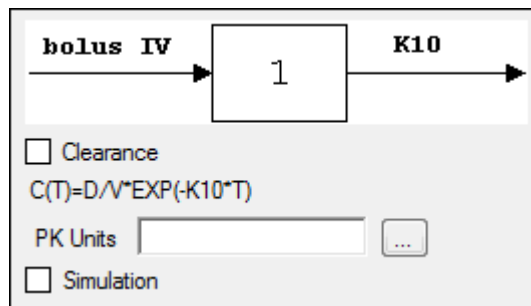 bolus IV K10
1
Clearance
C(T)=D/V*EXP(-K10*T)
PK Units ...
Simulation